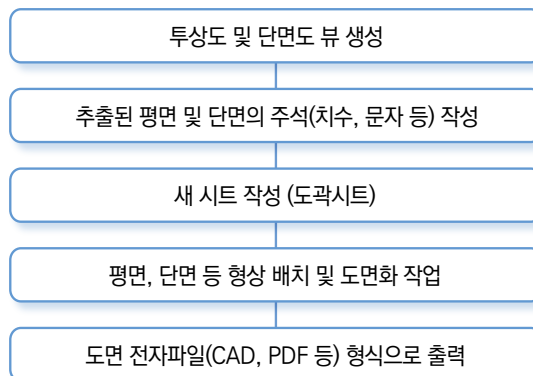 투상도 및 단면도 뷰 생성
추출된 평면 및 단면의 주석(치수, 문자 등) 작성
새 시트 작성 (도곽시트)
평면, 단면 등 형상 배치 및 도면화 작업
도면 전자파일(CAD, PDF 등) 형식으로 출력